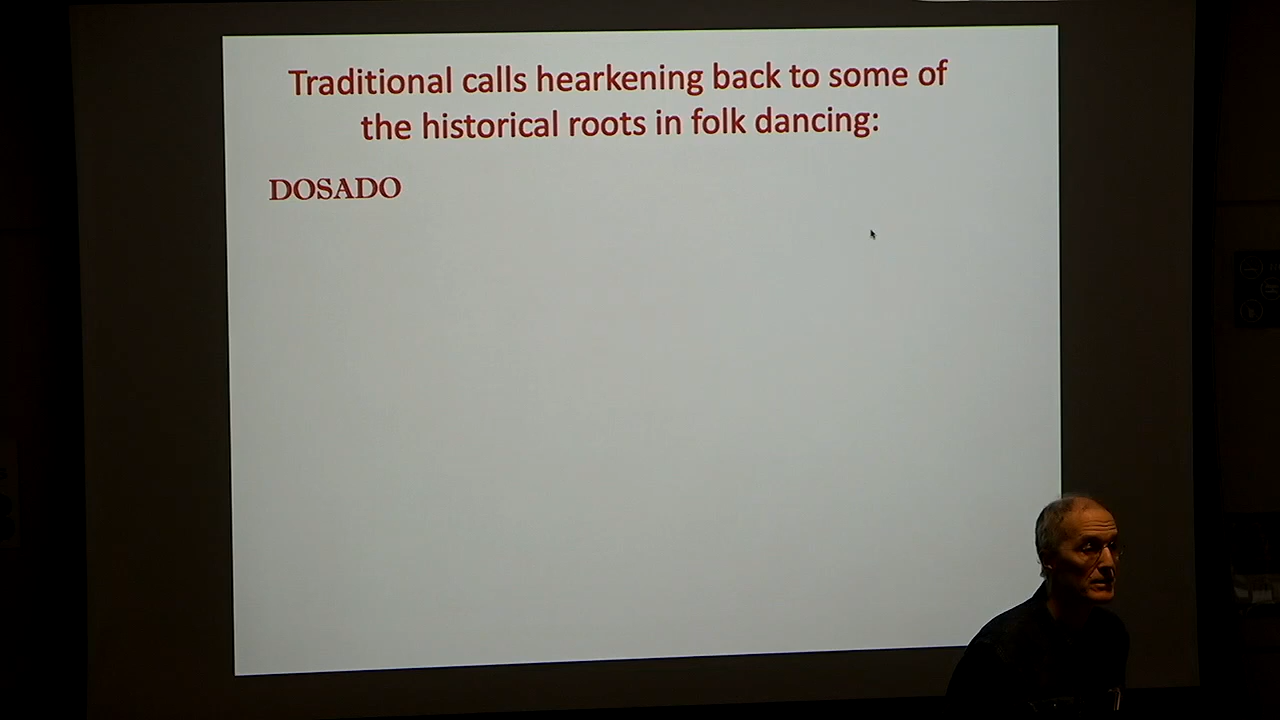 Traditional calls hearkening back to some of
the historical roots in folk dancing:
DOSADO